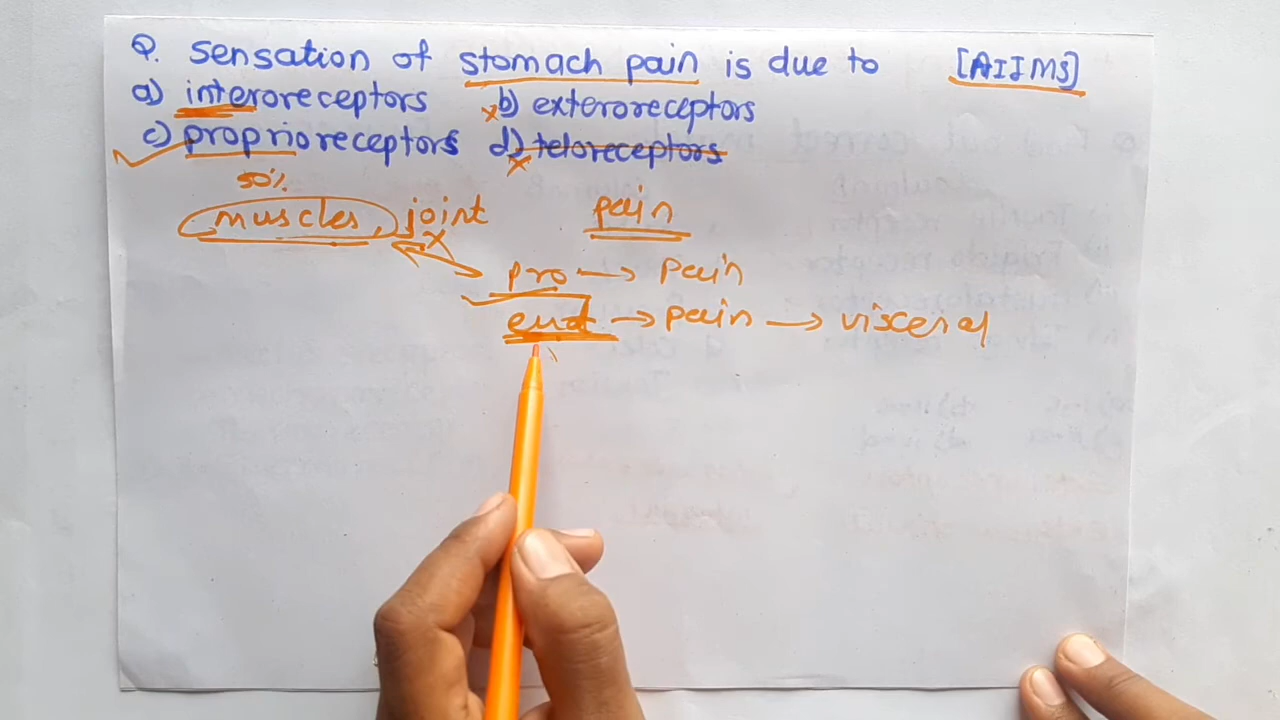 Q. sensation of stomach pain is due to [AIIMS]
a) interoreceptors b) exteroreceptors
c) proprioreceptors d) teloreceptors
50%
muscles, joint pain
pro → pain
→ pain → visceral